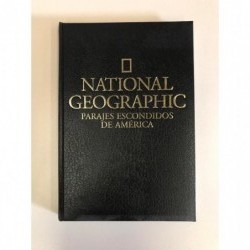 NATIONAL
GEOGRAPHIC
PARAJES ESCONDIDOS
DE AMÉRICA